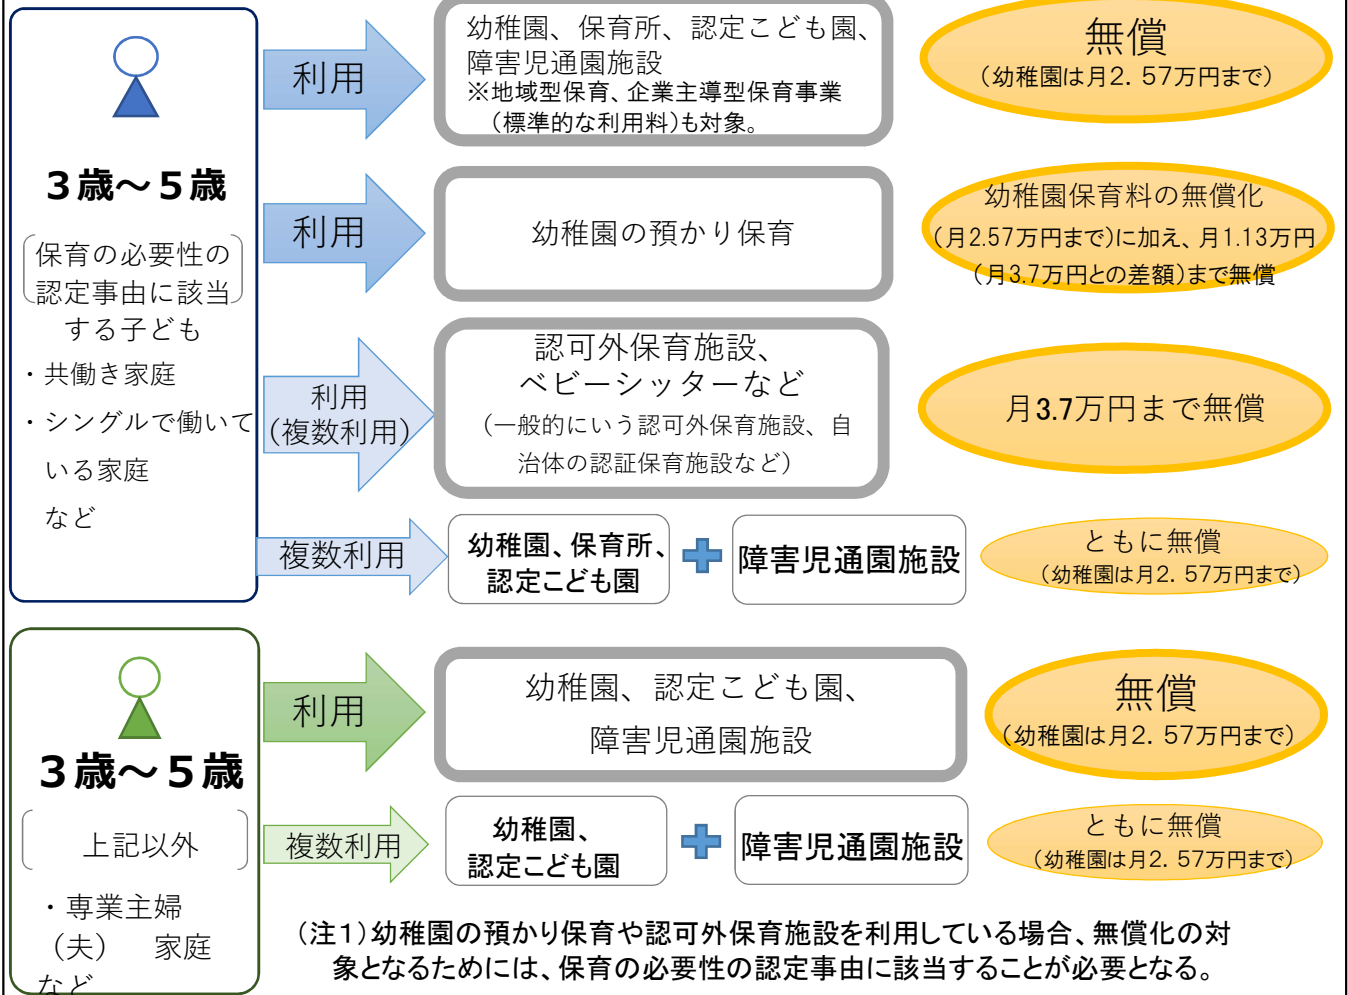 3歳～5歳
保育の必要性の
認定事由に該当
する子ども
・共働き家庭
・シングルで働いて
いる家庭
など
利用
幼稚園、保育所、認定こども園、
障害児通園施設
※地域型保育、企業主導型保育事業
（標準的な利用料）も対象。
無償
（幼稚園は月2．57万円まで）
利用
幼稚園の預かり保育
幼稚園保育料の無償化
（月2.57万円まで）に加え、月1.13万円
（月3.7万円との差額）まで無償
利用
（複数利用）
認可外保育施設、
ベビーシッターなど
（一般的にいう認可外保育施設、自
治体の認証保育施設など）
月3.7万円まで無償
複数利用
幼稚園、保育所、
認定こども園
障害児通園施設
ともに無償
（幼稚園は月2．57万円まで）
3歳～5歳
上記以外
・専業主婦
（夫）　家庭
など
利用
幼稚園、認定こども園、
障害児通園施設
無償
（幼稚園は月2．57万円まで）
複数利用
幼稚園、
認定こども園
障害児通園施設
ともに無償
（幼稚園は月2．57万円まで）
（注1）幼稚園の預かり保育や認可外保育施設を利用している場合、無償化の対
象となるためには、保育の必要性の認定事由に該当することが必要となる。